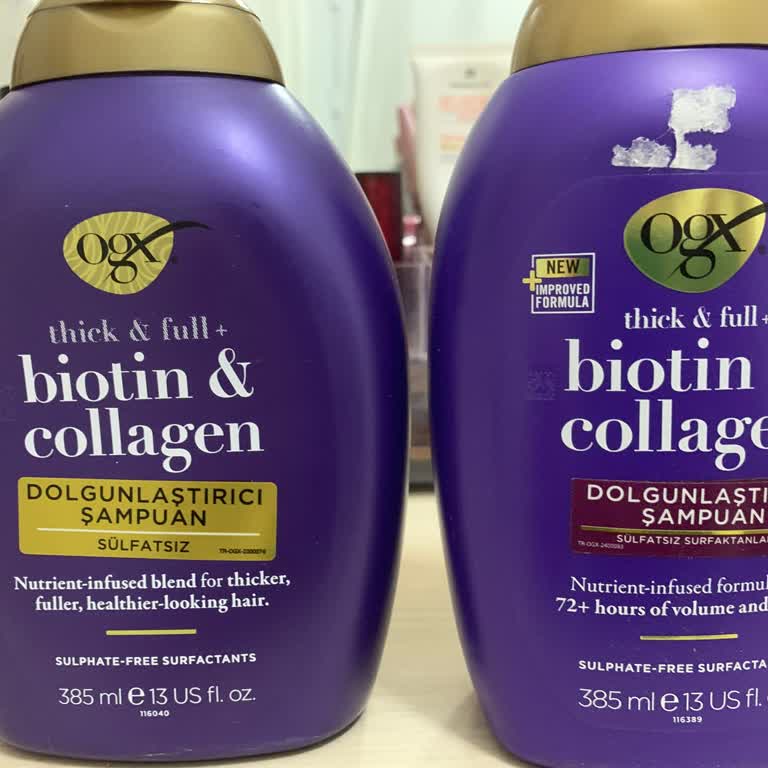 ogx
thick & full +
biotin &
collagen
DOLGUNLAŞTIRICI
ŞAMPUAN
SÜLFATSIZ
Nutrient-infused blend for thicker,
fuller, healthier-looking hair.
SULPHATE-FREE SURFACTANTS
385 ml e 13 US fl. oz.
116040
ogx
NEW
+IMPROVED
FORMULA
thick & full +
biotin
collage
DOLGUNLAŞTI
ŞAMPUAN
SÜLFATSIZ SURFAKTANLA
Nutrient-infused formul
72+ hours of volume and
SULPHATE-FREE SURFACTA
385 ml e 13 US fl.
116389